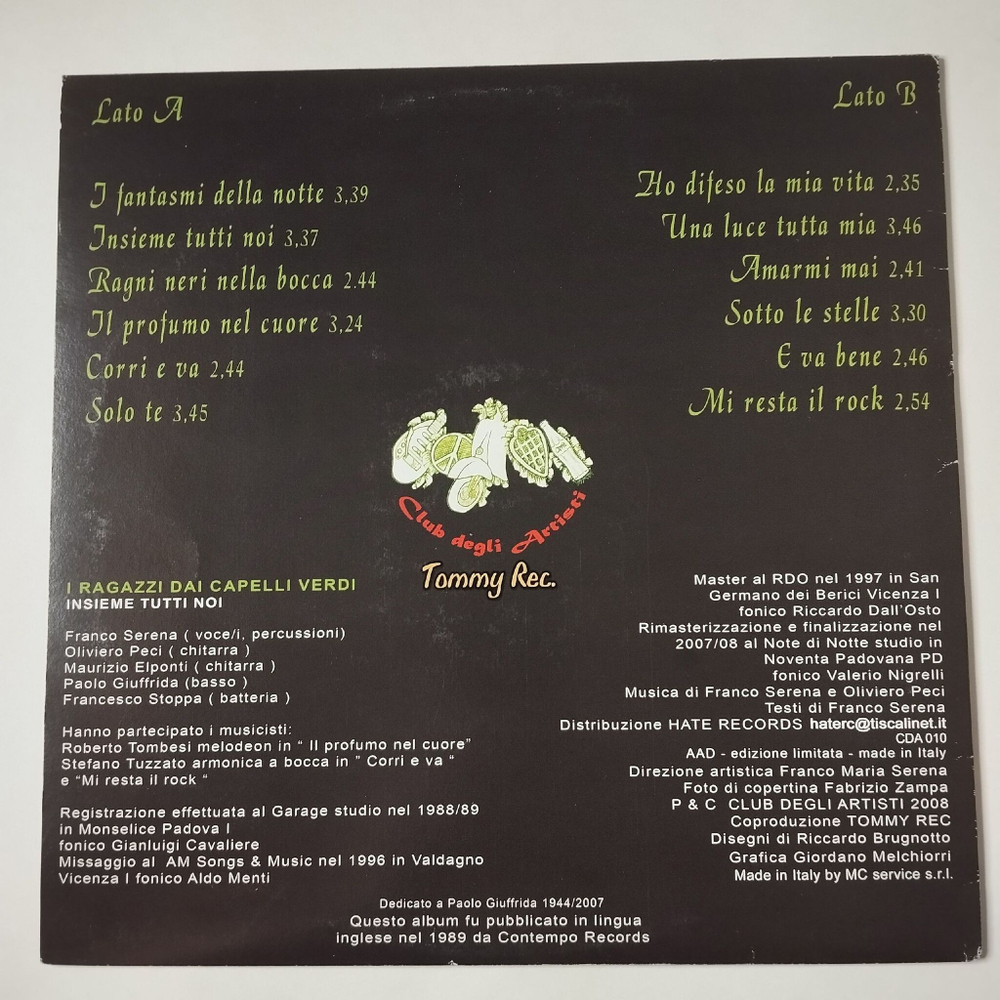 Lato A
I fantasmi della notte 3,39
Insieme tutti noi 3,37
Ragni neri nella bocca 2.44
Il profumo nel cuore 3,24
Corri e va 2,44
Solo te 3,45
Lato B
Ho difeso la mia vita 2,35
Una luce tutta mia 3,46
Amarmi mai 2,41
Sotto le stelle 3,30
E va bene 2,46
Mi resta il rock 2,54
Club degli Artisti
Tommy Rec.
I RAGAZZI DAI CAPELLI VERDI
INSIEME TUTTI NOI
Franco Serena ( voce/i, percussioni)
Oliviero Peci ( chitarra )
Maurizio Elponti ( chitarra )
Paolo Giuffrida (basso )
Francesco Stoppa ( batteria )
Hanno partecipato i musicisti:
Roberto Tombesi melodeon in “ Il profumo nel cuore”
Stefano Tuzzato armonica a bocca in ” Corri e va “
e “Mi resta il rock “
Registrazione effettuata al Garage studio nel 1988/89
in Monselice Padova I
fonico Gianluigi Cavaliere
Missaggio al AM Songs & Music nel 1996 in Valdagno
Vicenza I fonico Aldo Menti
Master al RDO nel 1997 in San
Germano dei Berici Vicenza I
fonico Riccardo Dall'Osto
Rimasterizzazione e finalizzazione nel
2007/08 al Note di Notte studio in
Noventa Padovana PD
fonico Valerio Nigrelli
Musica di Franco Serena e Oliviero Peci
Testi di Franco Serena
Distribuzione HATE RECORDS haterc@tiscalinet.it
CDA 010
AAD - edizione limitata - made in Italy
Direzione artistica Franco Maria Serena
Foto di copertina Fabrizio Zampa
P & C CLUB DEGLI ARTISTI 2008
Coproduzione TOMMY REC
Disegni di Riccardo Brugnotto
Grafica Giordano Melchiorri
Made in Italy by MC service s.r.l.
Dedicato a Paolo Giuffrida 1944/2007
Questo album fu pubblicato in lingua
inglese nel 1989 da Contempo Records